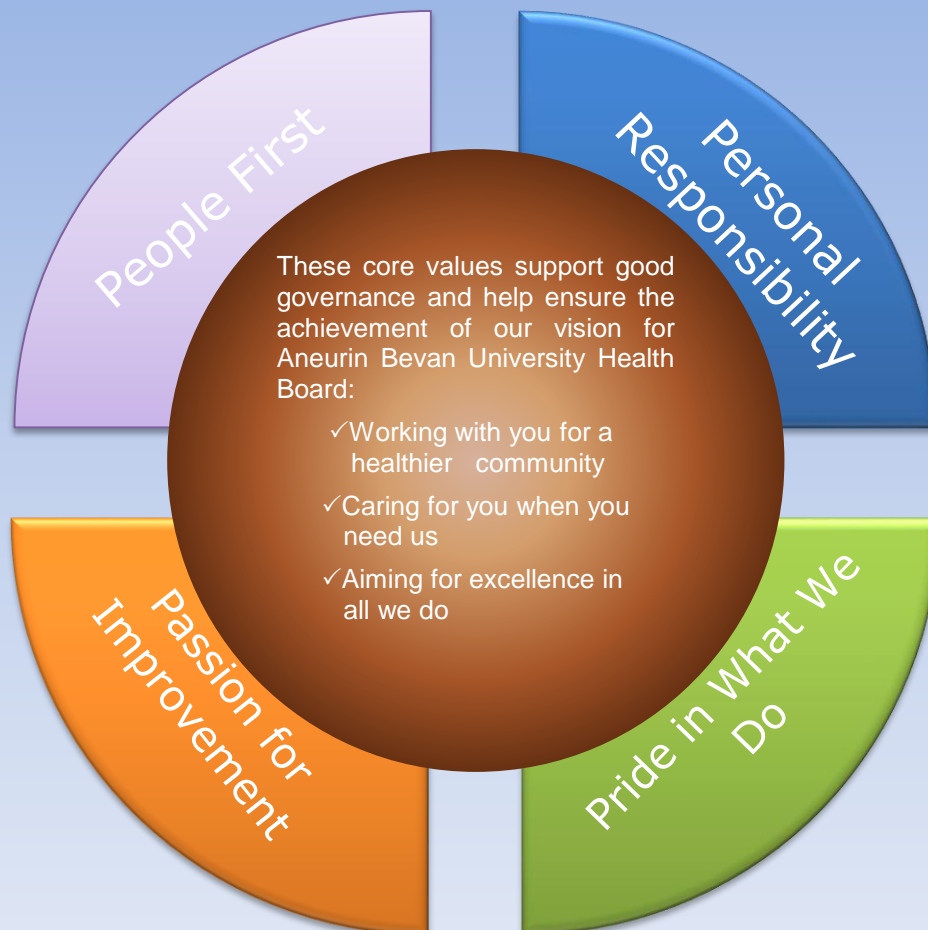 People First
Personal
Responsibility
These core values support good
governance and help ensure the
achievement of our vision for
Aneurin Bevan University Health
Board:
✓Working with you for a
healthier community
✓Caring for you when you
need us
✓Aiming for excellence in
all we do
Passion for
Improvement
Pride in What We
Do